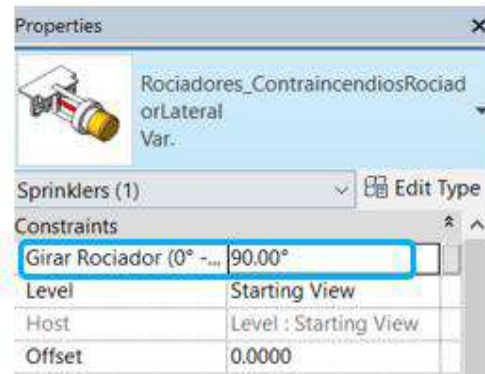 Properties
Rociadores_ContraincendiosRociad
orLateral
Var.
Sprinklers (1)
Edit Type
Constraints
Girar Rociador (0° -... 90.00°
Level Starting View
Host Level : Starting View
Offset 0.0000